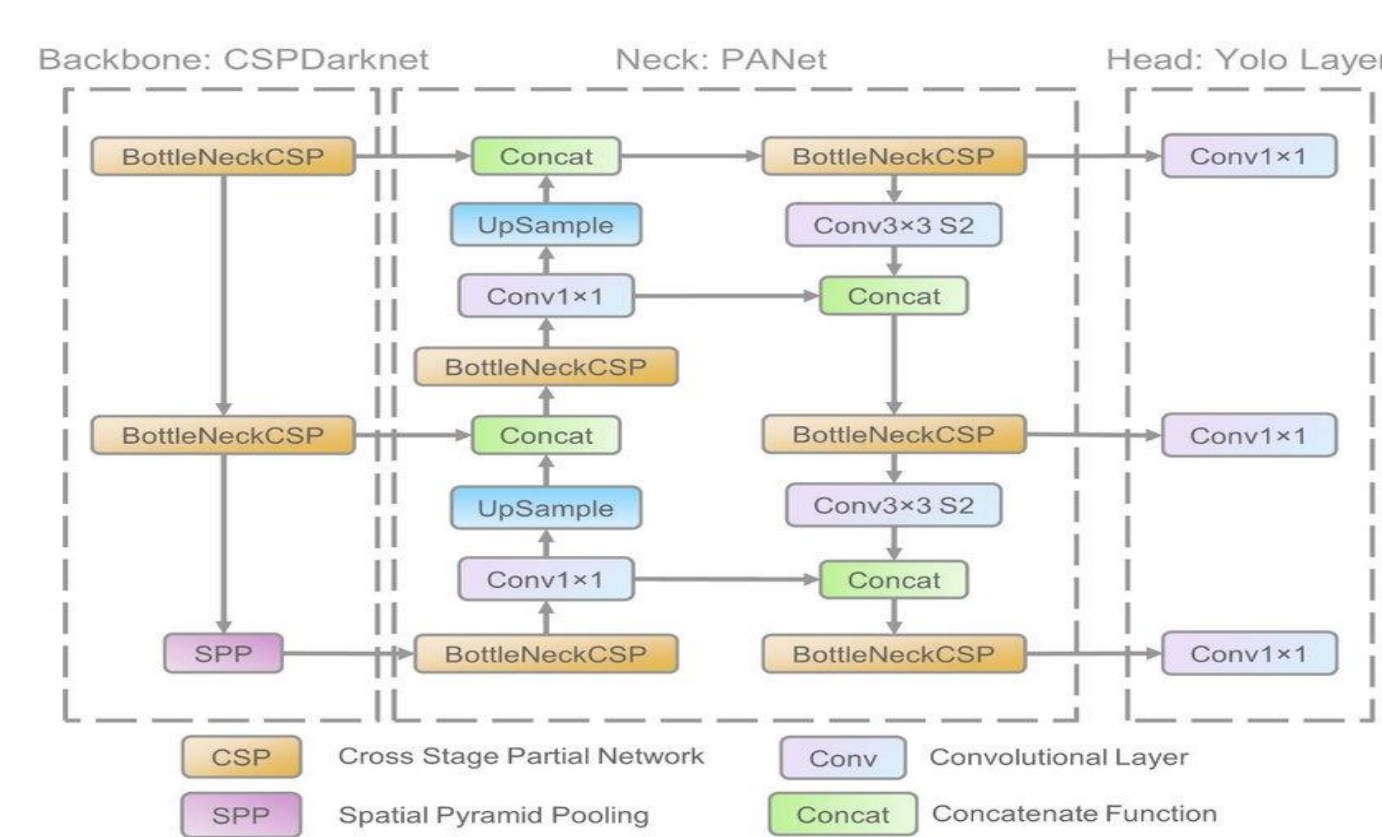 Backbone: CSPDarknet Neck: PANet Head: Yolo Layer
BottleNeckCSP Concat BottleNeckCSP Conv1×1
UpSample Conv3×3 S2
Conv1×1 Concat
BottleNeckCSP
BottleNeckCSP Concat BottleNeckCSP Conv1×1
UpSample Conv3×3 S2
Conv1×1 Concat
SPP BottleNeckCSP BottleNeckCSP Conv1×1
CSP Cross Stage Partial Network Conv Convolutional Layer
SPP Spatial Pyramid Pooling Concat Concatenate Function